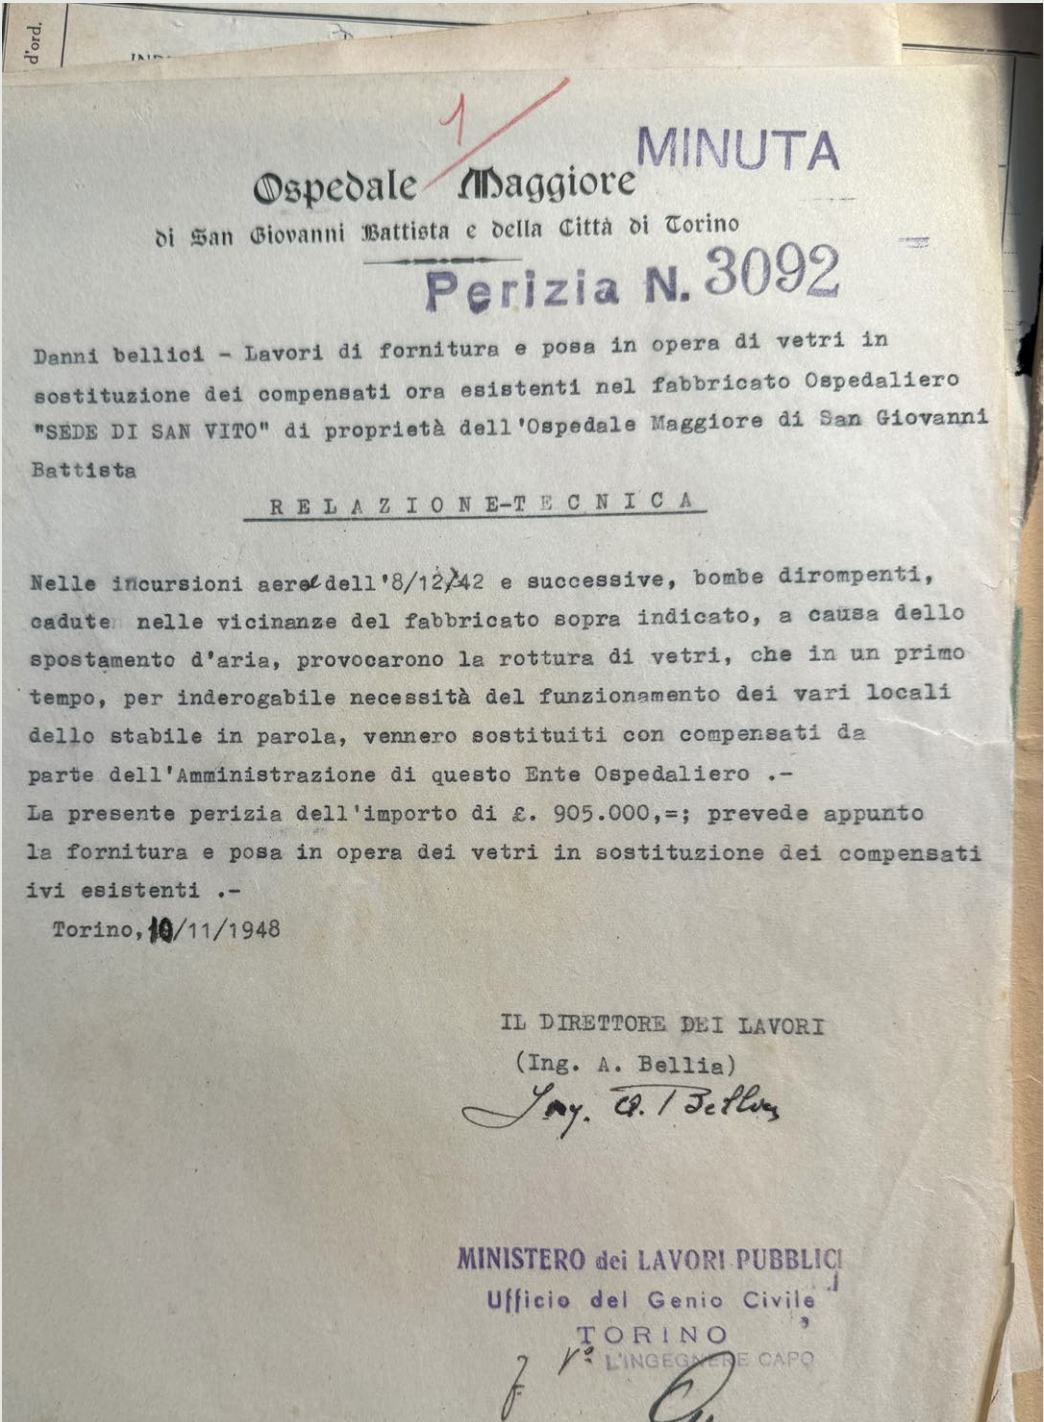 d'ord.
1
MINUTA
Ospedale Maggiore
di San Giovanni Battista e della Città di Torino
Perizia N. 3092
Danni bellici - Lavori di fornitura e posa in opera di vetri in
sostituzione dei compensati ora esistenti nel fabbricato Ospedaliero
"SEDE DI SAN VITO" di proprietà dell'Ospedale Maggiore di San Giovanni
Battista
RELAZIONE-TECNICA
Nelle incursioni aeree dell'8/12/42 e successive, bombe dirompenti,
cadute nelle vicinanze del fabbricato sopra indicato, a causa dello
spostamento d'aria, provocarono la rottura di vetri, che in un primo
tempo, per inderogabile necessità del funzionamento dei vari locali
dello stabile in parola, vennero sostituiti con compensati da
parte dell'Amministrazione di questo Ente Ospedaliero .-
La presente perizia dell'importo di £. 905.000,=; prevede appunto
la fornitura e posa in opera dei vetri in sostituzione dei compensati
ivi esistenti .-
Torino,10/11/1948
IL DIRETTORE DEI LAVORI
(Ing. A. Bellia)
Ing. A. Bellia
MINISTERO dei LAVORI PUBBLICI
Ufficio del Genio Civile
TORINO
Vº L'INGEGNERE CAPO